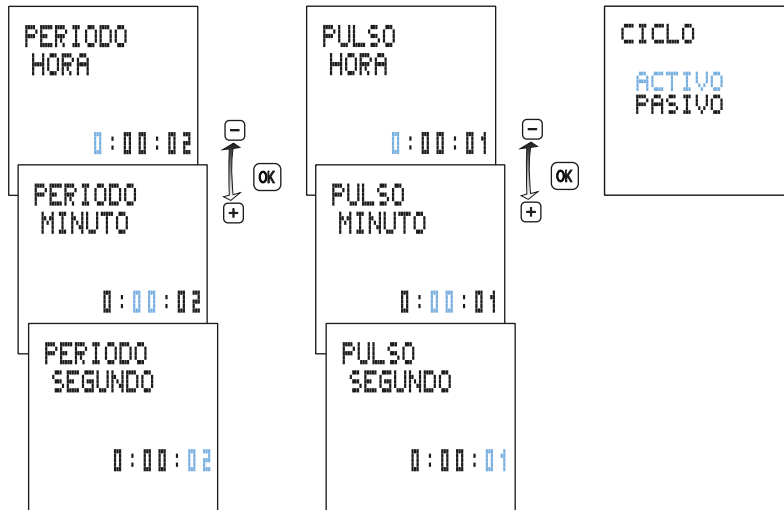 PERIODO
HORA
0:00:02
PERIODO
MINUTO
0:00:02
PERIODO
SEGUNDO
0:00:02
-
OK
+
PULSO
HORA
0:00:01
PULSO
MINUTO
0:00:01
PULSO
SEGUNDO
0:00:01
-
OK
+
CICLO
ACTIVO
PASIVO